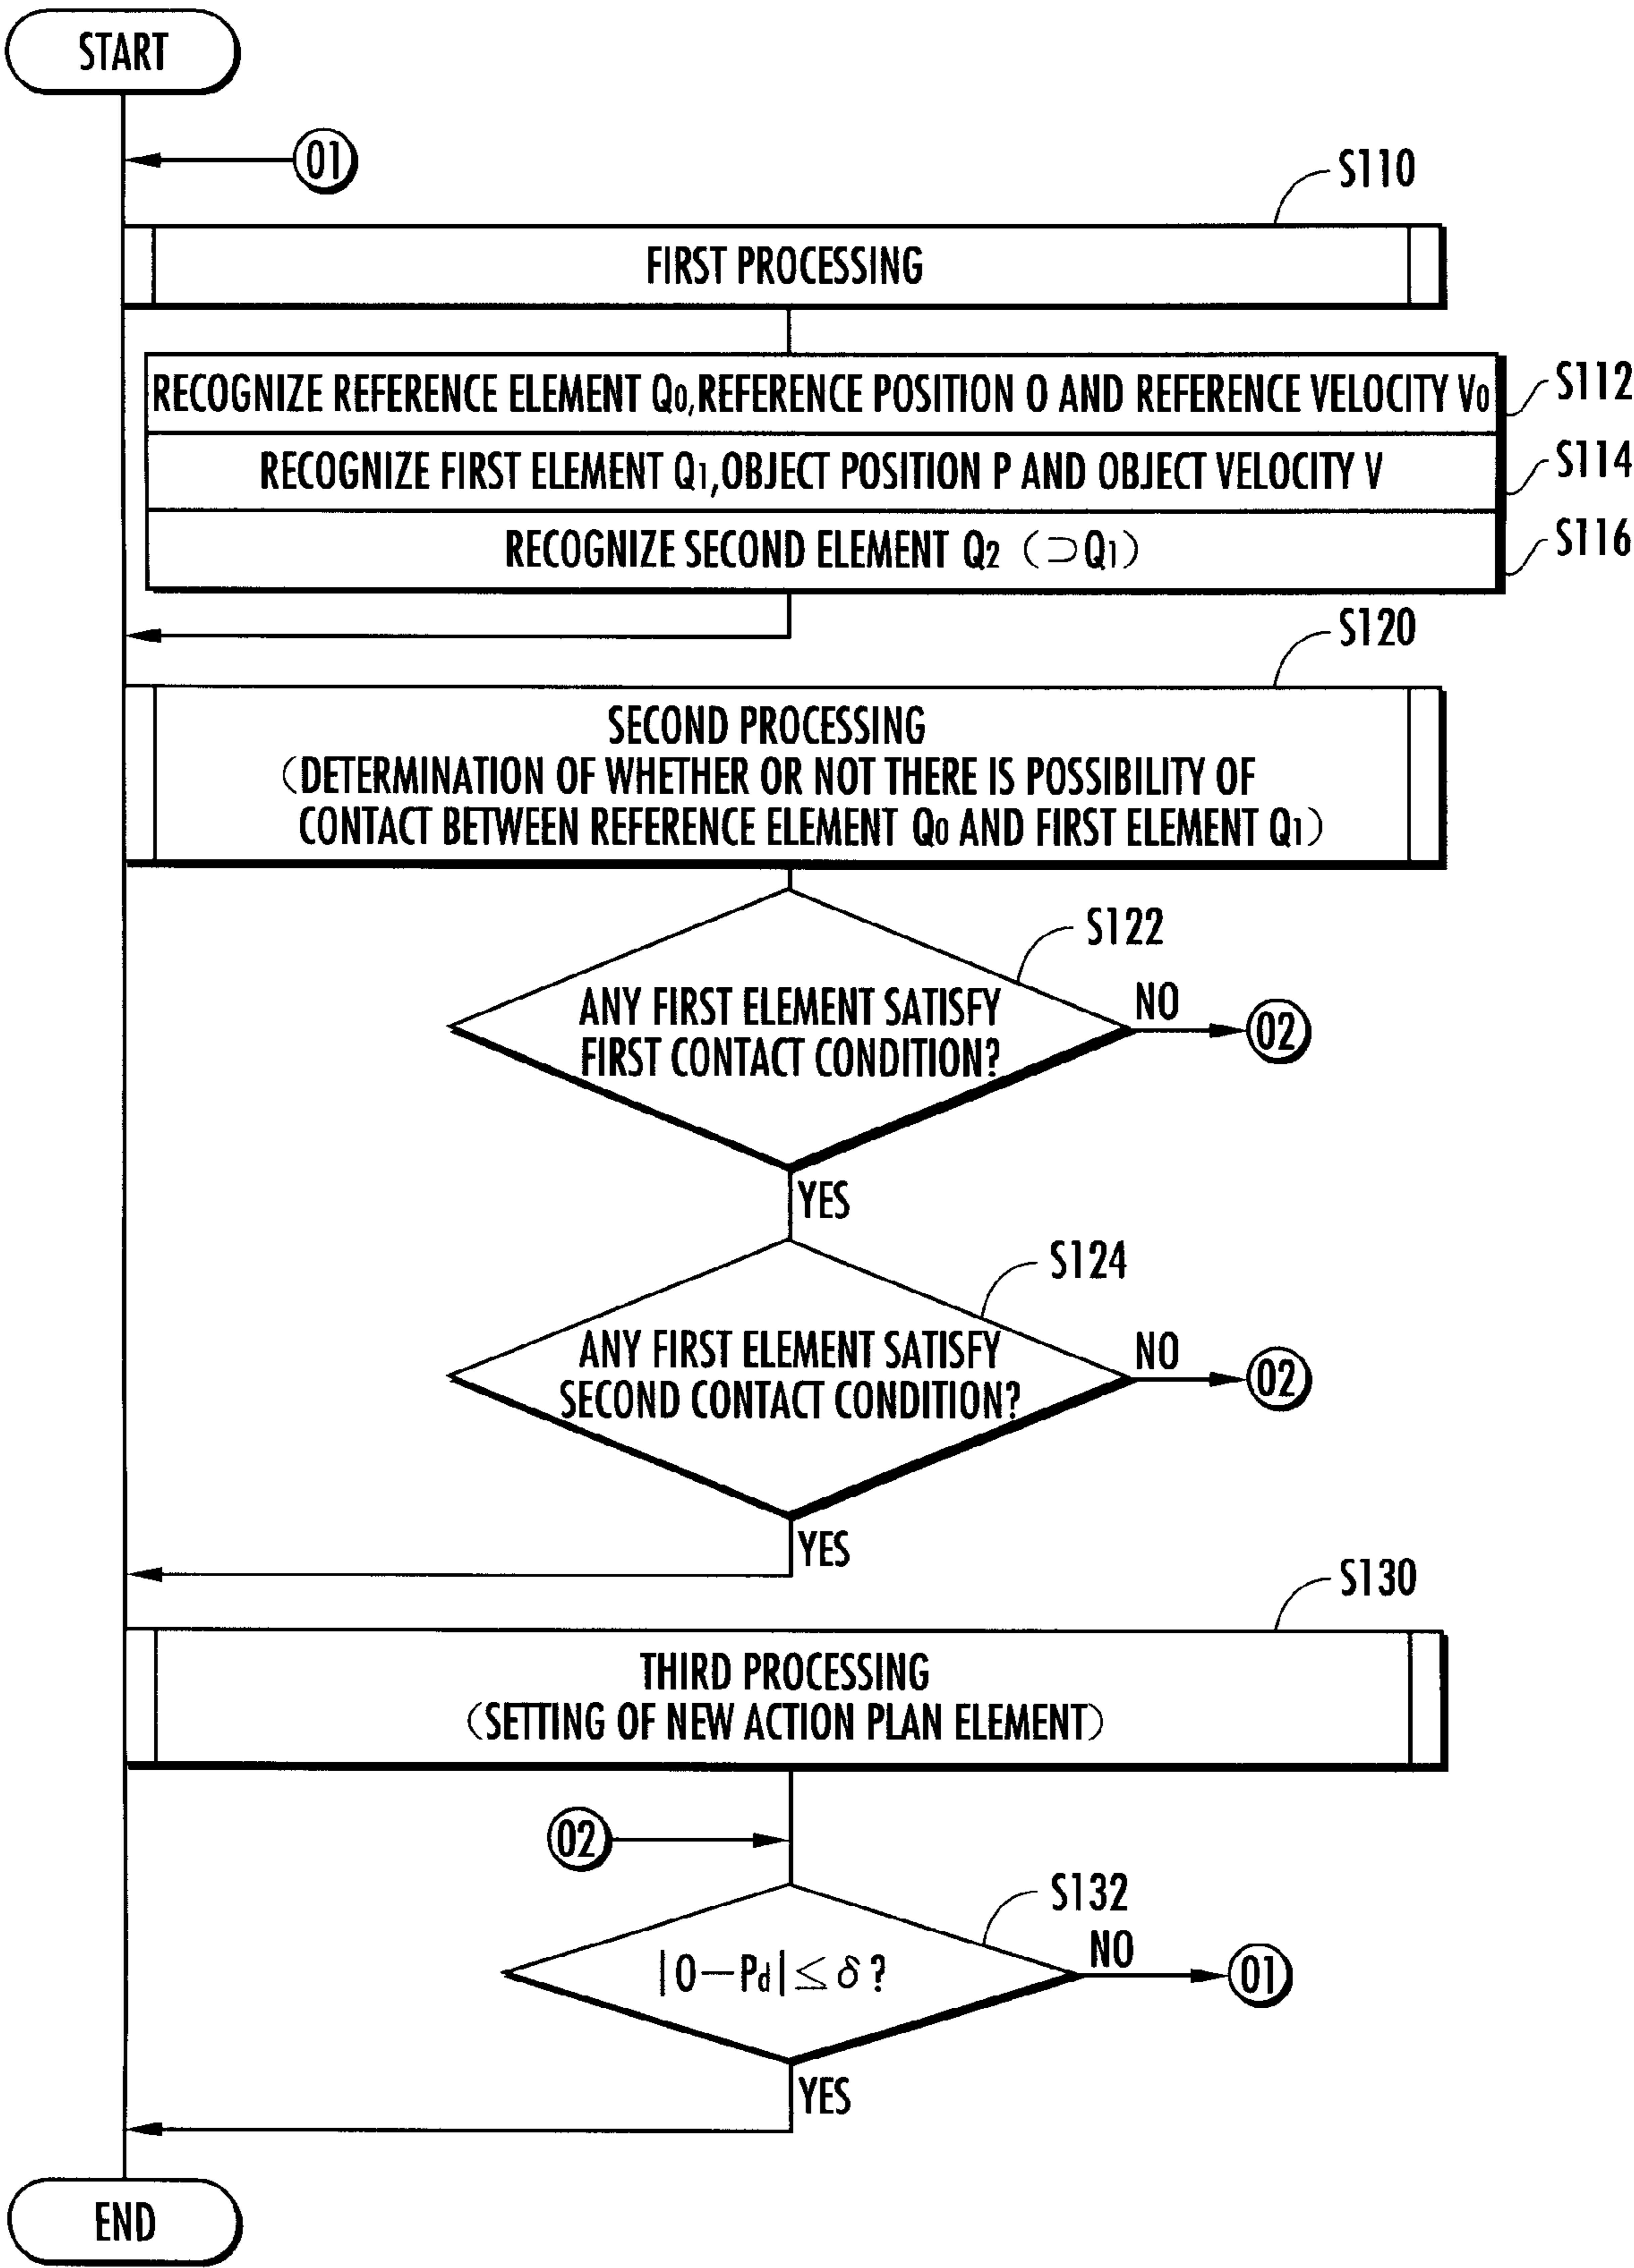 START
01
S110
FIRST PROCESSING
RECOGNIZE REFERENCE ELEMENT Q0,REFERENCE POSITION O AND REFERENCE VELOCITY V0
S112
RECOGNIZE FIRST ELEMENT Q1,OBJECT POSITION P AND OBJECT VELOCITY V
S114
RECOGNIZE SECOND ELEMENT Q2 (⊃Q1)
S116
S120
SECOND PROCESSING
(DETERMINATION OF WHETHER OR NOT THERE IS POSSIBILITY OF
CONTACT BETWEEN REFERENCE ELEMENT Q0 AND FIRST ELEMENT Q1)
S122
ANY FIRST ELEMENT SATISFY
FIRST CONTACT CONDITION?
NO
02
YES
S124
ANY FIRST ELEMENT SATISFY
SECOND CONTACT CONDITION?
NO
02
YES
S130
THIRD PROCESSING
(SETTING OF NEW ACTION PLAN ELEMENT)
02
S132
|O−Pd|≤δ?
NO
01
YES
END